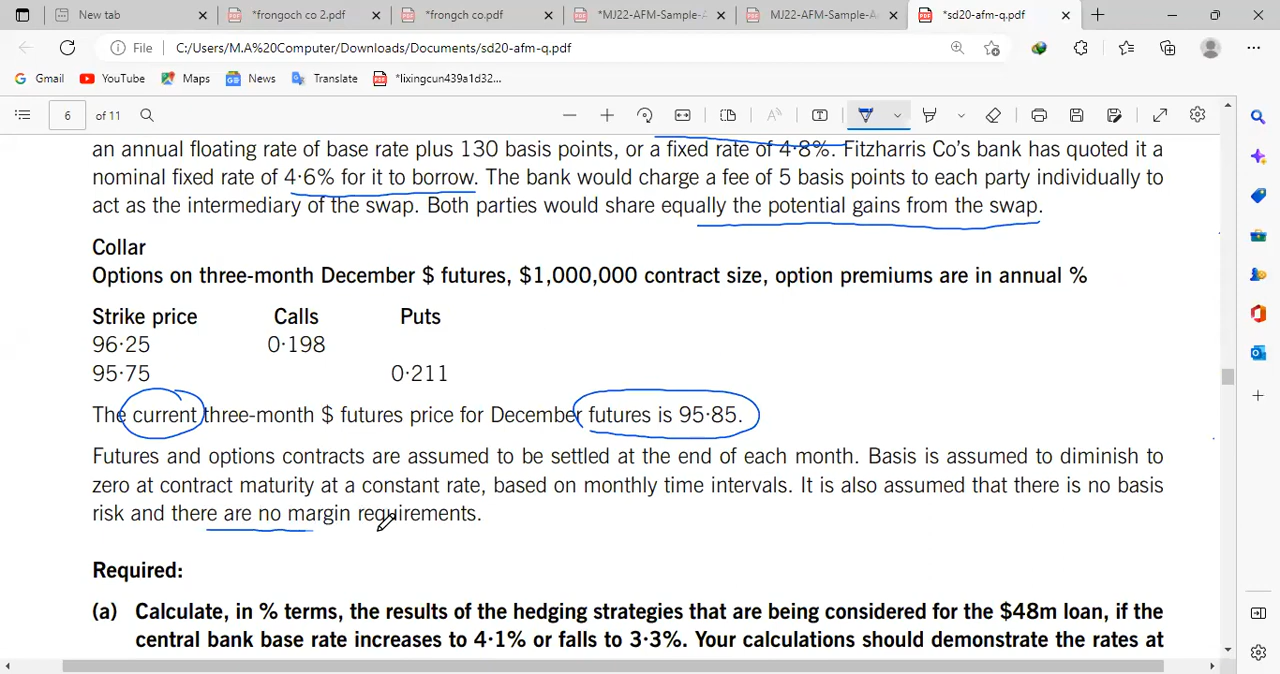 New tab
*frongoch co 2.pdf
*frongch co.pdf
*MJ22-AFM-Sample-A
MJ22-AFM-Sample-A
*sd20-afm-q.pdf
File
C:/Users/M.A%20Computer/Downloads/Documents/sd20-afm-q.pdf
Gmail
YouTube
Maps
News
Translate
*lixingcun439a1d32...
6
of 11
an annual floating rate of base rate plus 130 basis points, or a fixed rate of 4·8%. Fitzharris Co's bank has quoted it a
nominal fixed rate of 4·6% for it to borrow. The bank would charge a fee of 5 basis points to each party individually to
act as the intermediary of the swap. Both parties would share equally the potential gains from the swap.
Collar
Options on three-month December $ futures, $1,000,000 contract size, option premiums are in annual %
Strike price Calls Puts
96·25 0·198
95·75 0·211
The current three-month $ futures price for December futures is 95·85.
Futures and options contracts are assumed to be settled at the end of each month. Basis is assumed to diminish to
zero at contract maturity at a constant rate, based on monthly time intervals. It is also assumed that there is no basis
risk and there are no margin requirements.
Required:
(a) Calculate, in % terms, the results of the hedging strategies that are being considered for the $48m loan, if the
central bank base rate increases to 4·1% or falls to 3·3%. Your calculations should demonstrate the rates at